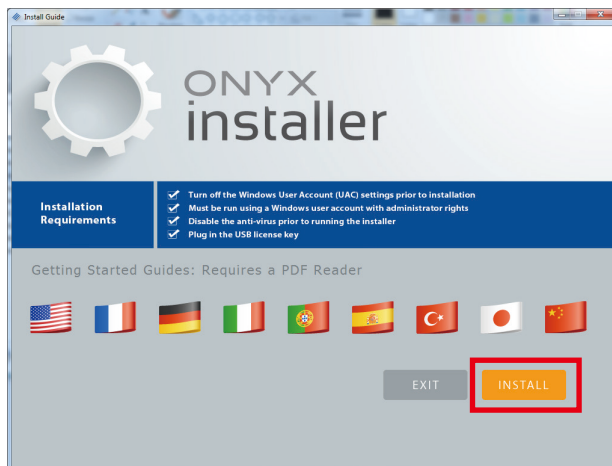 Install Guide
ONYX
installer
Installation
Requirements
Turn off the Windows User Account (UAC) settings prior to installation
Must be run using a Windows user account with administrator rights
Disable the anti-virus prior to running the installer
Plug in the USB license key
Getting Started Guides: Requires a PDF Reader
EXIT
INSTALL